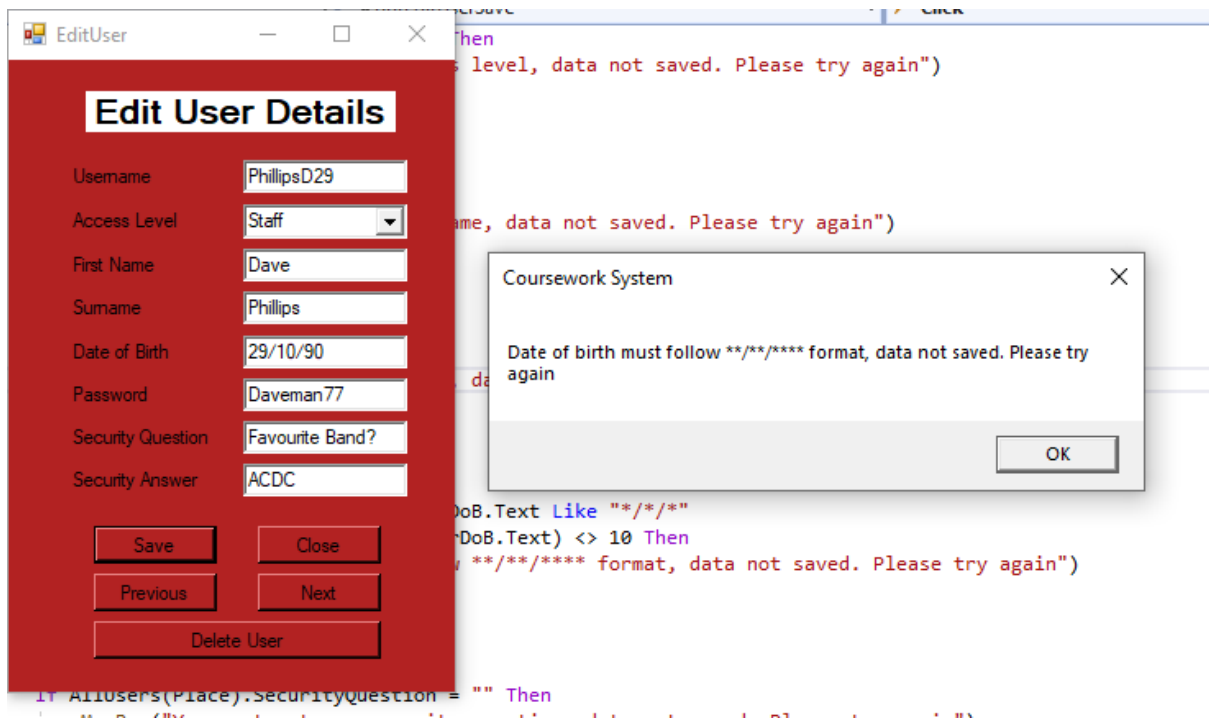 EditUser
Click
Then
level, data not saved. Please try again")
Edit User Details
Username PhillipsD29
Access Level Staff
, data not saved. Please try again")
First Name Dave
Coursework System
Surname Phillips
Date of Birth 29/10/90
Date of birth must follow **/**/**** format, data not saved. Please try
again
Password Daveman77
Security Question Favourite Band?
OK
Security Answer ACDC
DoB.Text Like "*/*/*"
Save Close
DoB.Text) <> 10 Then
**/**/**** format, data not saved. Please try again")
Previous Next
Delete User
If AllUsers(Place).SecurityQuestion = "" Then